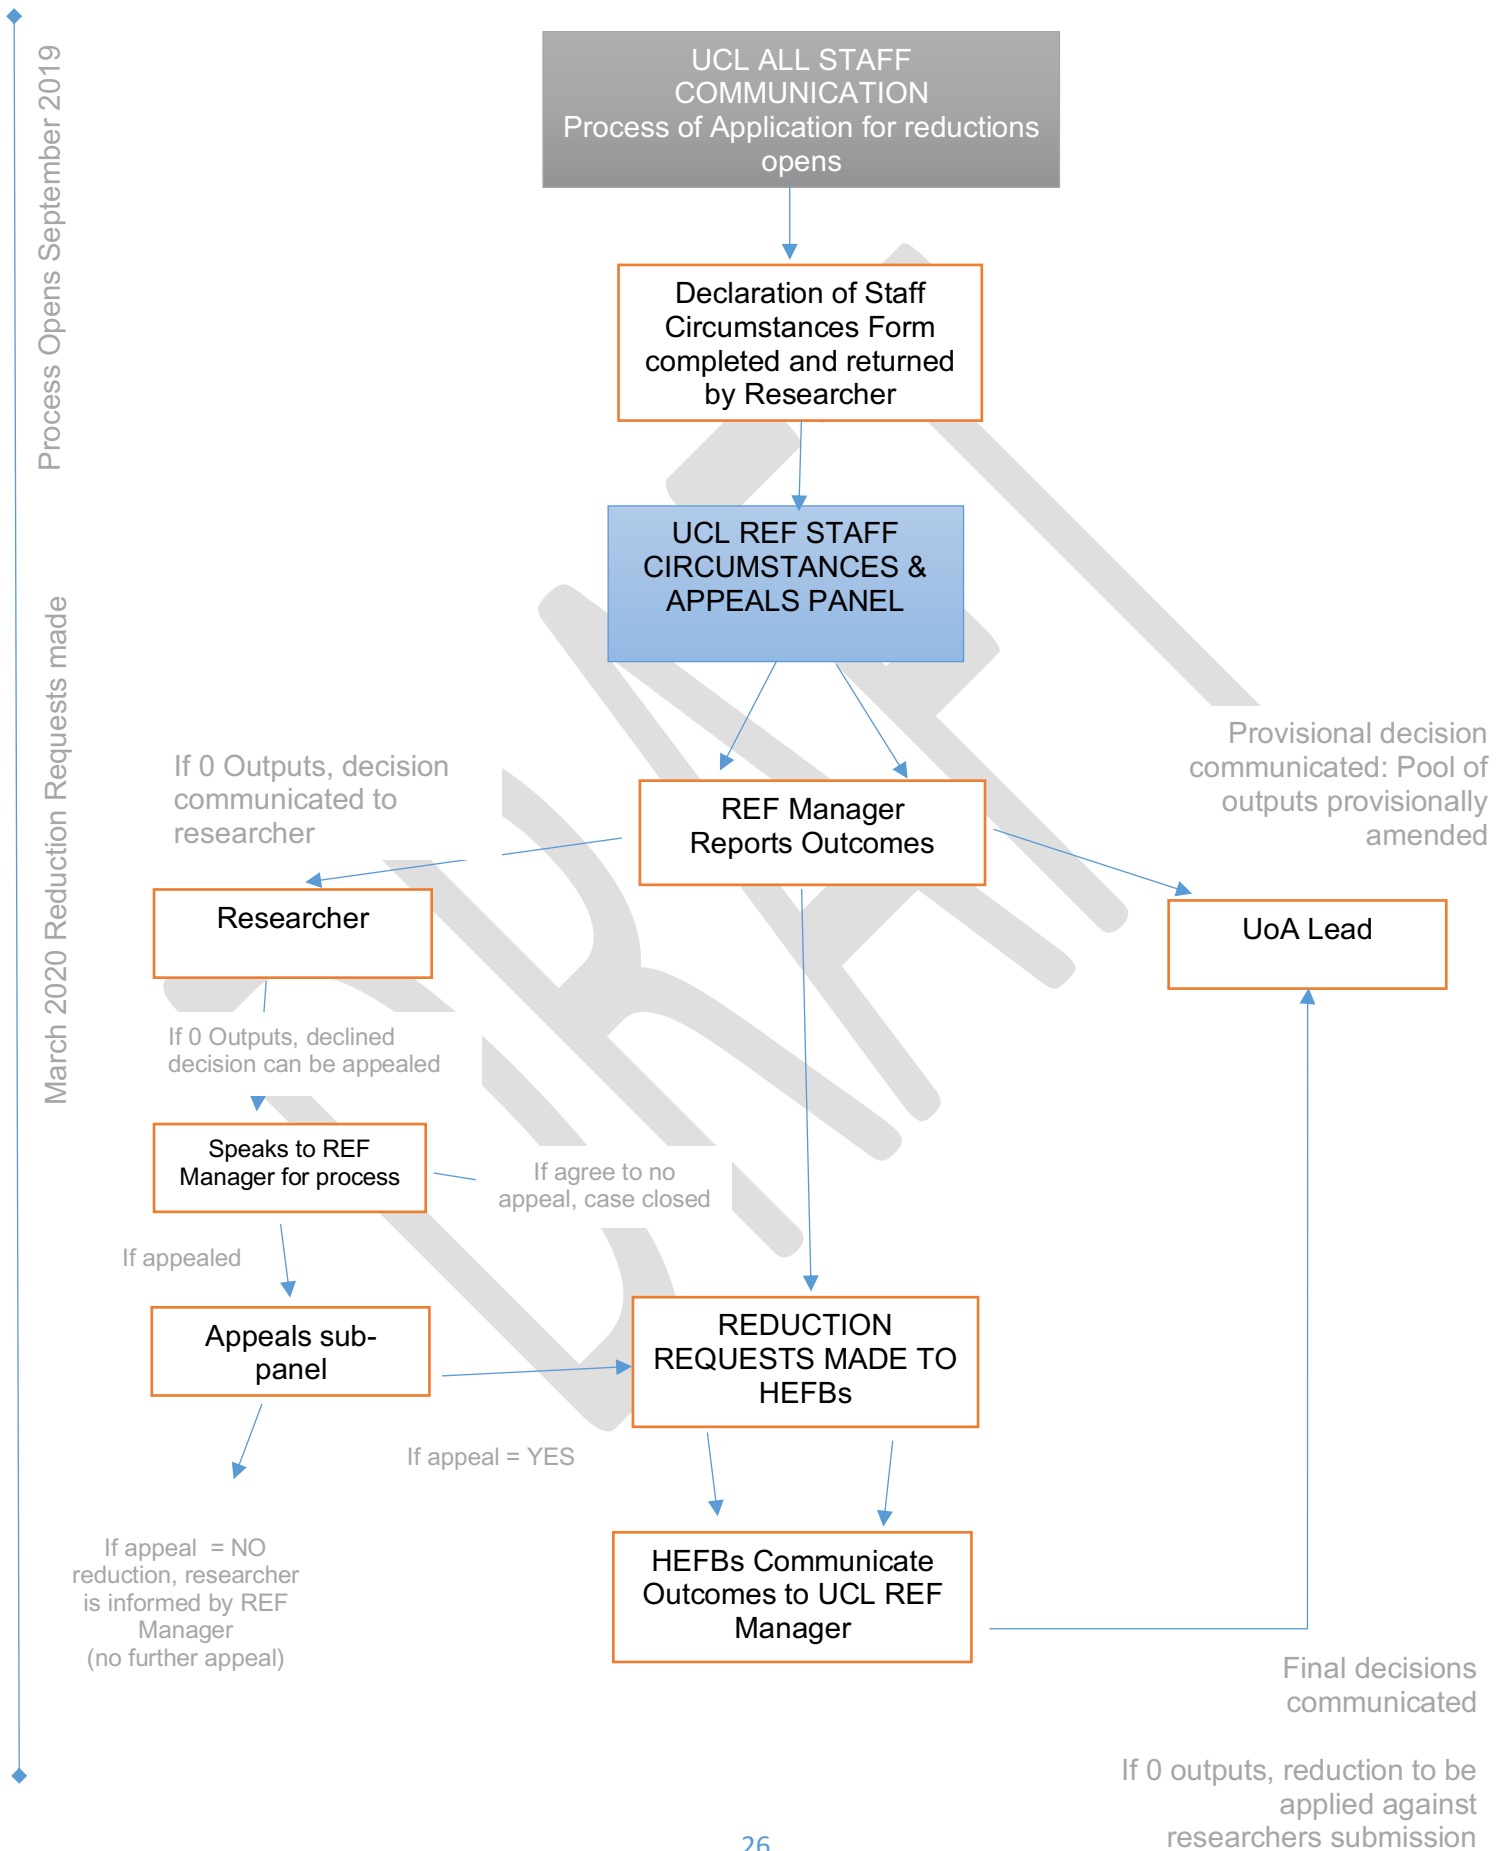 Process Opens September 2019
March 2020 Reduction Requests made
UCL ALL STAFF
COMMUNICATION
Process of Application for reductions
opens
Declaration of Staff
Circumstances Form
completed and returned
by Researcher
UCL REF STAFF
CIRCUMSTANCES &
APPEALS PANEL
Provisional decision
communicated: Pool of
outputs provisionally
amended
If 0 Outputs, decision
communicated to
researcher
REF Manager
Reports Outcomes
Researcher
UoA Lead
If 0 Outputs, declined
decision can be appealed
Speaks to REF
Manager for process
If agree to no
appeal, case closed
If appealed
Appeals sub-
panel
REDUCTION
REQUESTS MADE TO
HEFBs
If appeal = YES
If appeal  = NO
reduction, researcher
is informed by REF
Manager
(no further appeal)
HEFBs Communicate
Outcomes to UCL REF
Manager
Final decisions
communicated
If 0 outputs, reduction to be
applied against
researchers submission
26
DRAFT